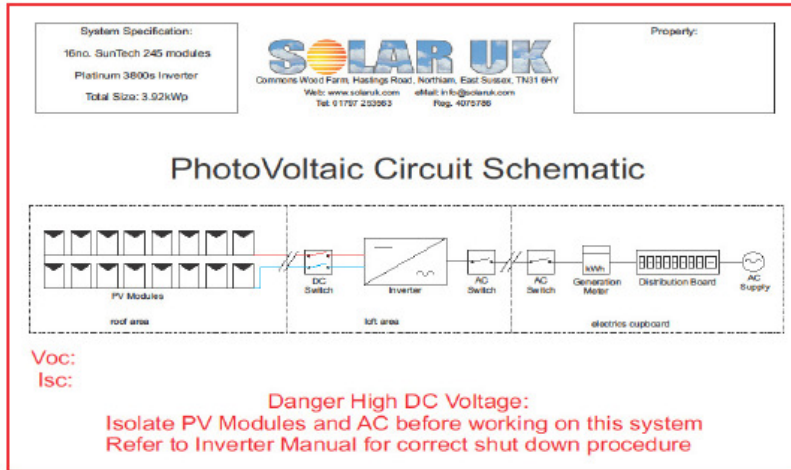 System Specification:
16no. SunTech 245 modules
Platinum 3800s Inverter
Total Size: 3.92kWp
SOLAR UK
Commons Wood Farm, Hastings Road, Northiam, East Sussex, TN31 6HY
Web: www.solaruk.com eMail: info@solaruk.com
Tel: 01797 253563 Reg. 4075786
Property:
PhotoVoltaic Circuit Schematic
PV Modules
roof area
DC
Switch
Inverter
AC
Switch
loft area
AC
Switch
kWh
Generation
Meter
Distribution Board
AC
Supply
electrics cupboard
Voc:
Isc:
Danger High DC Voltage:
Isolate PV Modules and AC before working on this system
Refer to Inverter Manual for correct shut down procedure